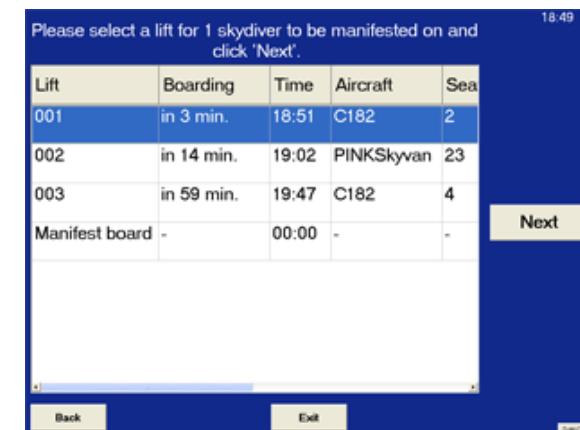 18:49
Please select a lift for 1 skydiver to be manifested on and
click 'Next'.
Lift Boarding Time Aircraft Sea
001 in 3 min. 18:51 C182 2
002 in 14 min. 19:02 PINKSkyvan 23
003 in 59 min. 19:47 C182 4
Manifest board - 00:00 - -
Next
Back Exit